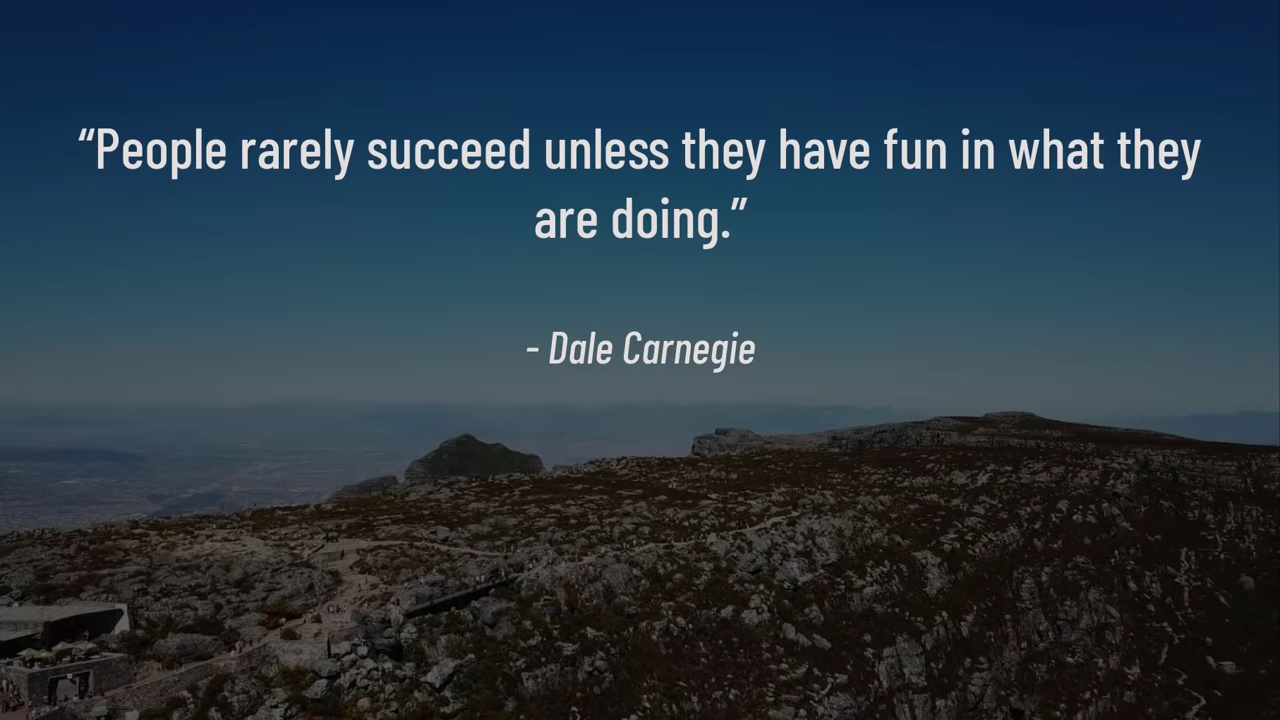 “People rarely succeed unless they have fun in what they
are doing.”
- Dale Carnegie